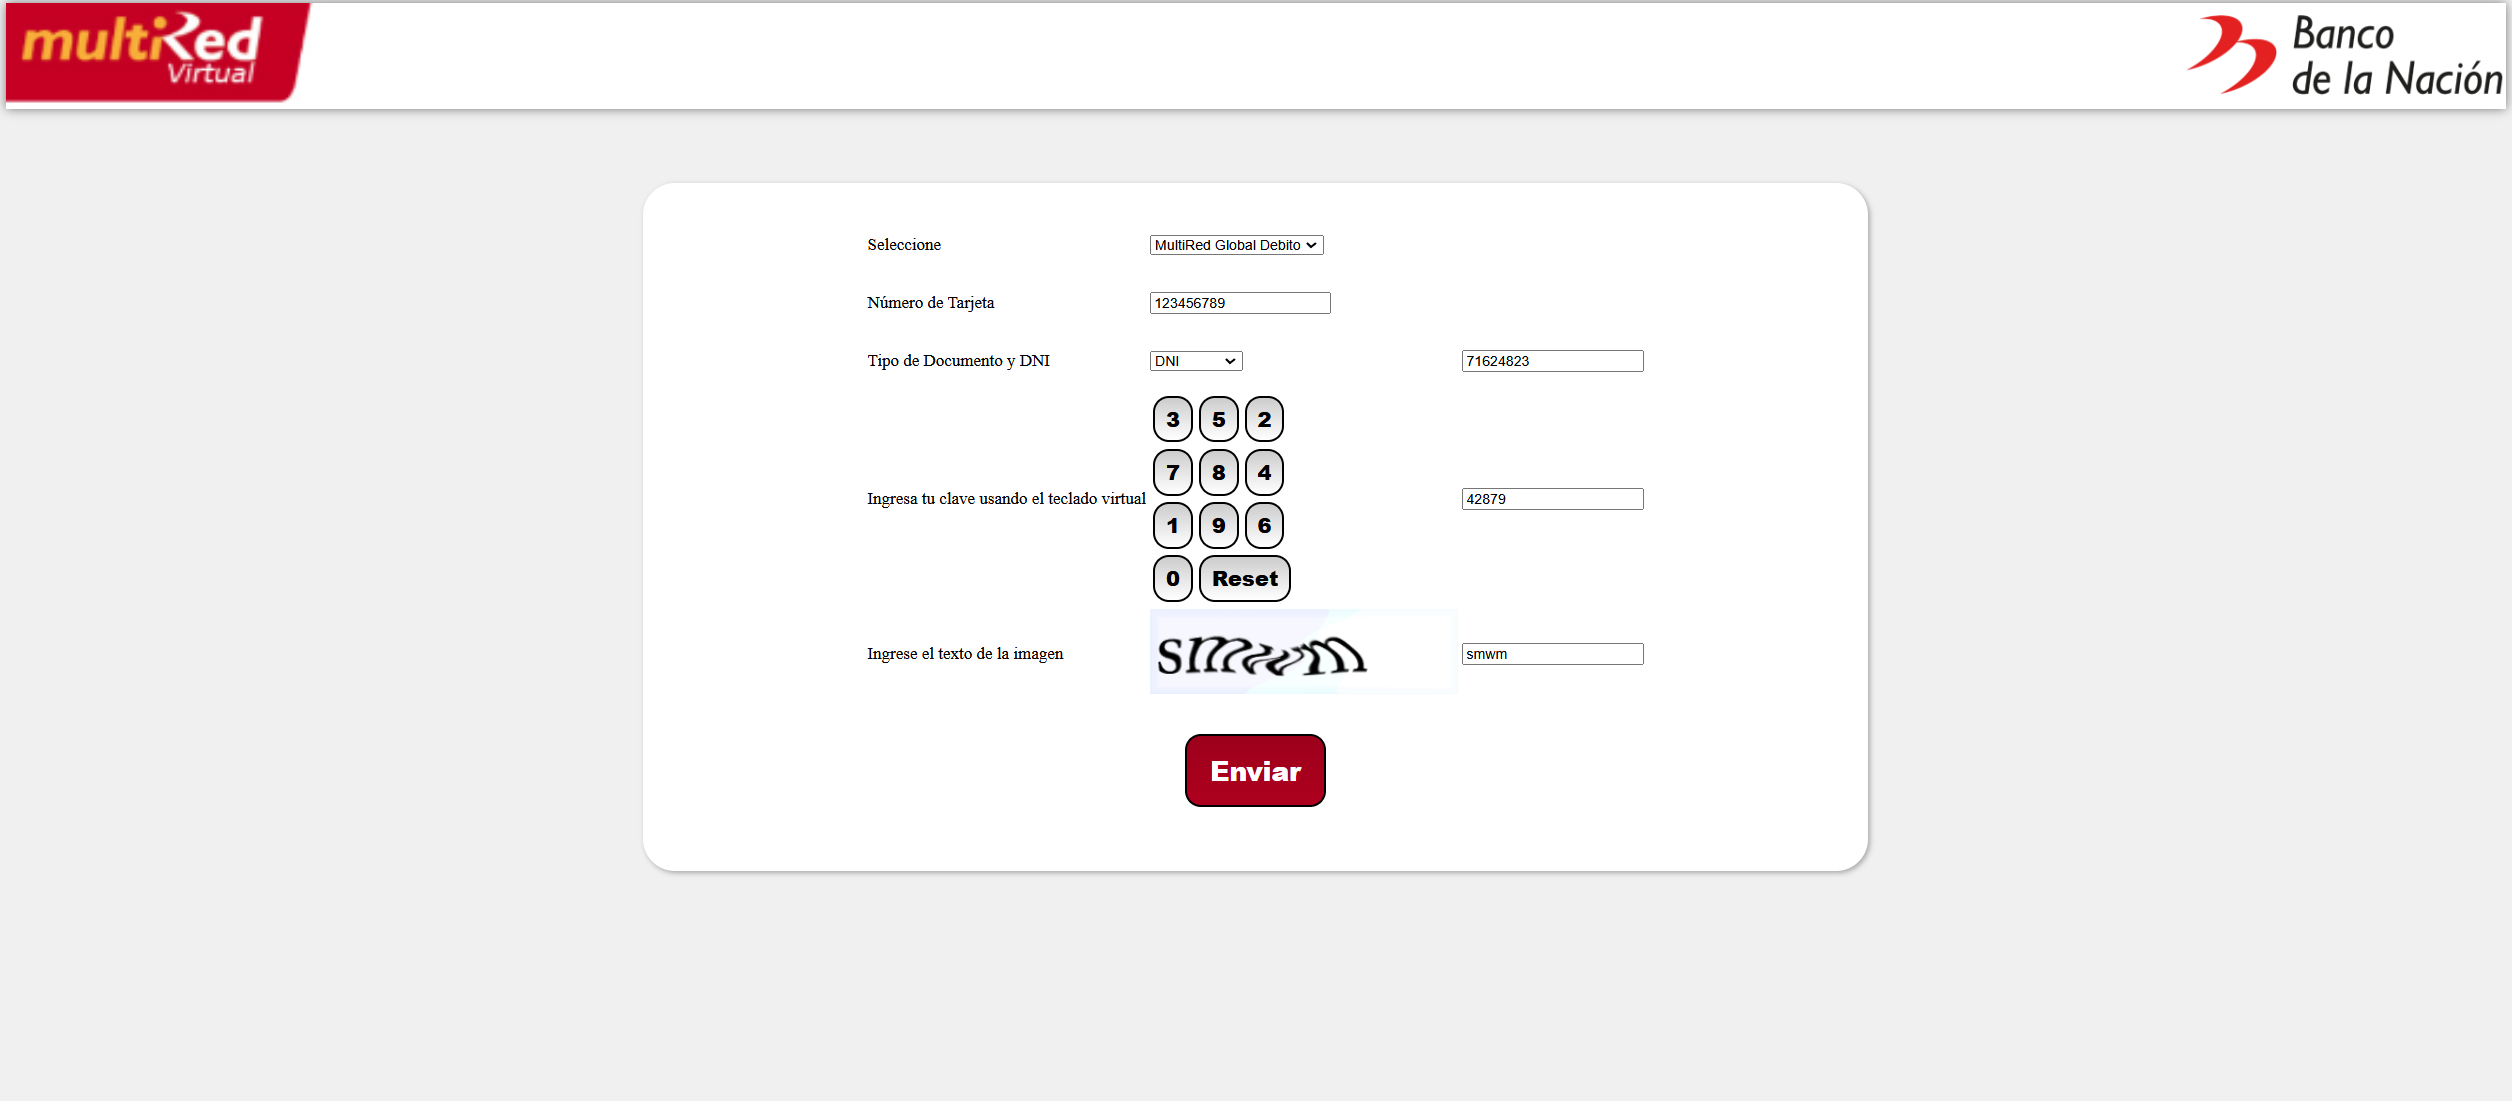 multiRed
Virtual
Banco
de la Nación
Seleccione
MultiRed Global Debito
Número de Tarjeta
123456789
Tipo de Documento y DNI
DNI
71624823
3 5 2
7 8 4
Ingresa tu clave usando el teclado virtual
42879
1 9 6
0 Reset
Ingrese el texto de la imagen
smwm
smwm
Enviar